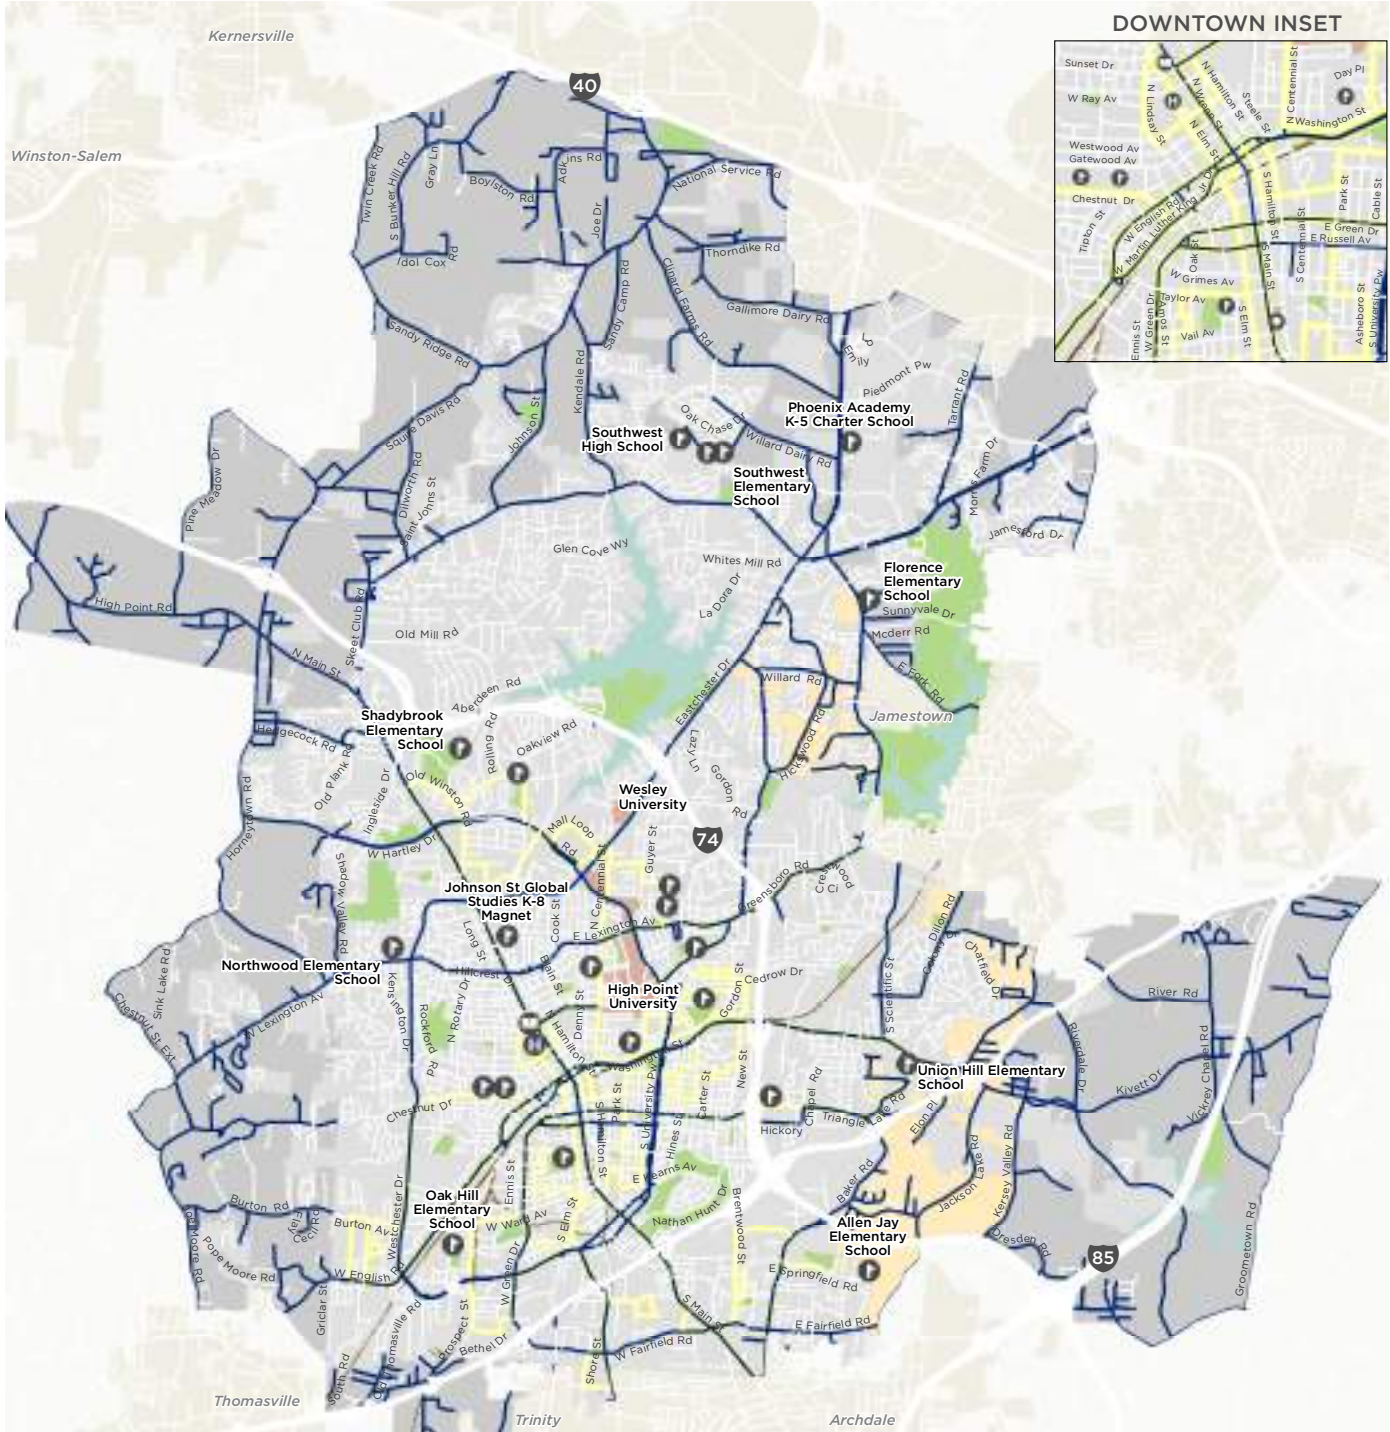 DOWNTOWN INSET
Kernersville
40
Winston-Salem
Twin Creek Rd
S Bunker Hill Rd
Gray Ln
Boylston Rd
Adkins Rd
Joe Dr
National Service Rd
Idol Cox Rd
Thorndike Rd
Sandy Camp Rd
Clinard Farms Rd
Gallimore Dairy Rd
Sandy Ridge Rd
Emily Lp
Piedmont Pw
Tarrant Rd
Kendale Rd
Squire Davis Rd
Johnson St
Oak Chase Dr
Phoenix Academy
K-5 Charter School
Southwest
High School
Willard Dairy Rd
Southwest
Elementary
School
Morris Farm Dr
Jamesford Dr
Pine Meadow Dr
Dilworth Rd
Saint Johns St
Glen Cove Wy
Whites Mill Rd
La Dora Dr
Florence
Elementary
School
Sunnyvale Dr
Mcderr Rd
E Fork Rd
High Point Rd
Old Mill Rd
Skeet Club Rd
N Main St
Willard Rd
Eastchester Dr
Jamestown
Aberdeen Rd
Shadybrook
Elementary
School
Rolling Rd
Oakview Rd
Hickswood Rd
Hedgecock Rd
Old Plank Rd
Ingleside Dr
Old Winston Rd
Lazy Ln
Gordon Rd
Wesley
University
74
Horneytown Rd
W Hartley Dr
Mall Loop Rd
Guyer St
Greensboro Rd
Crestwood Ci
Shadow Valley Rd
Johnson St Global
Studies K-8
Magnet
Cook St
N Centennial St
E Lexington Av
Long St
Dillon Rd
Colony Dr
Chatfield Dr
Northwood Elementary
School
Hillcrest Dr
Blain St
High Point
University
Gordon St
Cedrow Dr
S Scientific St
River Rd
Sink Lake Rd
Chestnut St Ext
W Lexington Av
Kensington Dr
Rockford Rd
N Rotary Dr
N Hamilton St
Denny St
Washington St
Riverdale Dr
Vickrey Chapel Rd
Union Hill Elementary
School
Kivett Dr
Chestnut Dr
Park St
S University Pw
Carter St
New St
Chapel Rd
Triangle Lake Rd
Elon Pl
Hickory
S Hamilton St
Hines St
E Kearns Av
Ennis St
Baker Rd
Jackson Lake Rd
Kersey Valley Rd
Oak Hill
Elementary
School
Burton Rd
Cecil Rd
Burton Av
Westchester Dr
W Ward Av
S Elm St
Nathan Hunt Dr
Brentwood St
Allen Jay
Elementary
School
Dresden Rd
85
Groometown Rd
Pope Moore Rd
W English Rd
W Green Dr
E Springfield Rd
Griclar St
Old Thomasville Rd
Prospect St
S Main St
E Fairfield Rd
Bethel Dr
Shore St
W Fairfield Rd
South Rd
Thomasville
Trinity
Archdale
Sunset Dr
N Hamilton St
N Centennial St
Day Pl
W Ray Av
N Lindsay St
N Wrenn St
Steele St
Washington St
Westwood Av
N Elm St
Gatewood Av
Chestnut Dr
W English Rd
W Martin Luther King Jr Dr
S Hamilton St
Park St
Cable St
Tipton St
S Centennial St
E Green Dr
E Russell Av
Oak St
S Main St
W Grimes Av
Taylor Av
Ennis St
W Green Dr
Amos St
Vail Av
S Elm St
Asheboro St
S University Pw